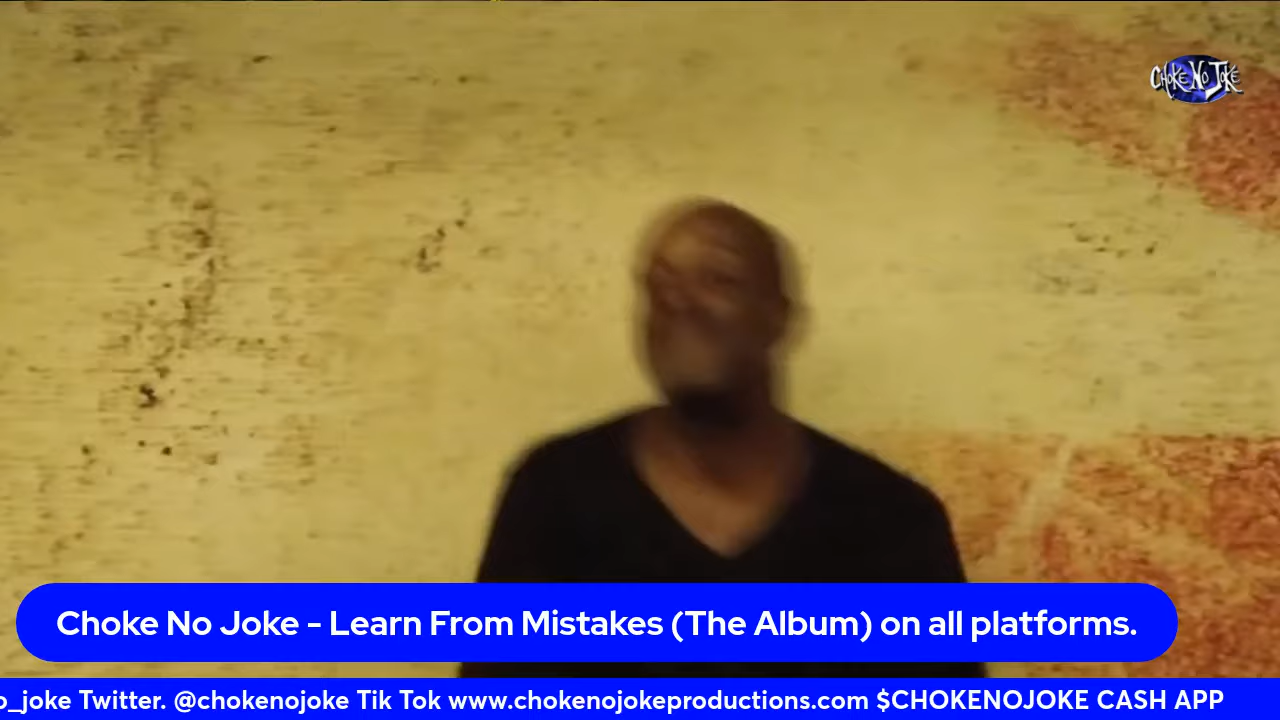 CHOKE NO JOKE
Choke No Joke - Learn From Mistakes (The Album) on all platforms.
o_joke Twitter. @chokenojoke Tik Tok www.chokenojokeproductions.com $CHOKENOJOKE CASH APP